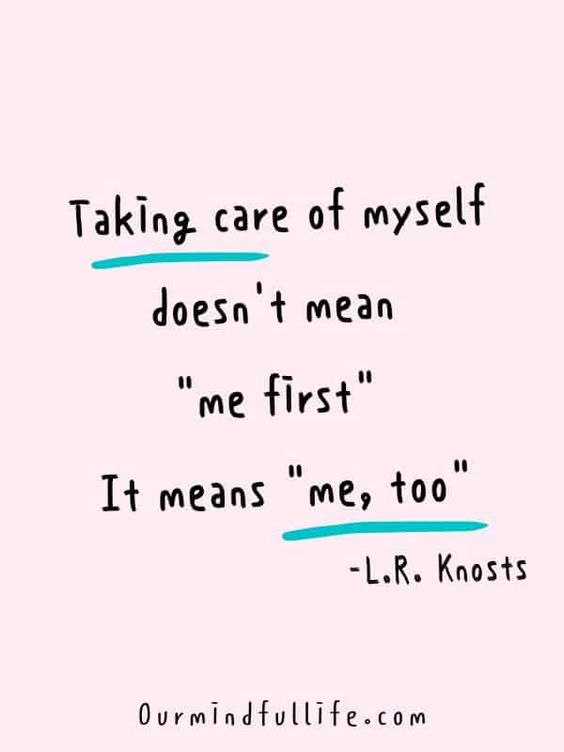 Taking care of myself
doesn't mean
"me first"
It means "me, too"
-L.R. Knosts
Ourmindfullife.com